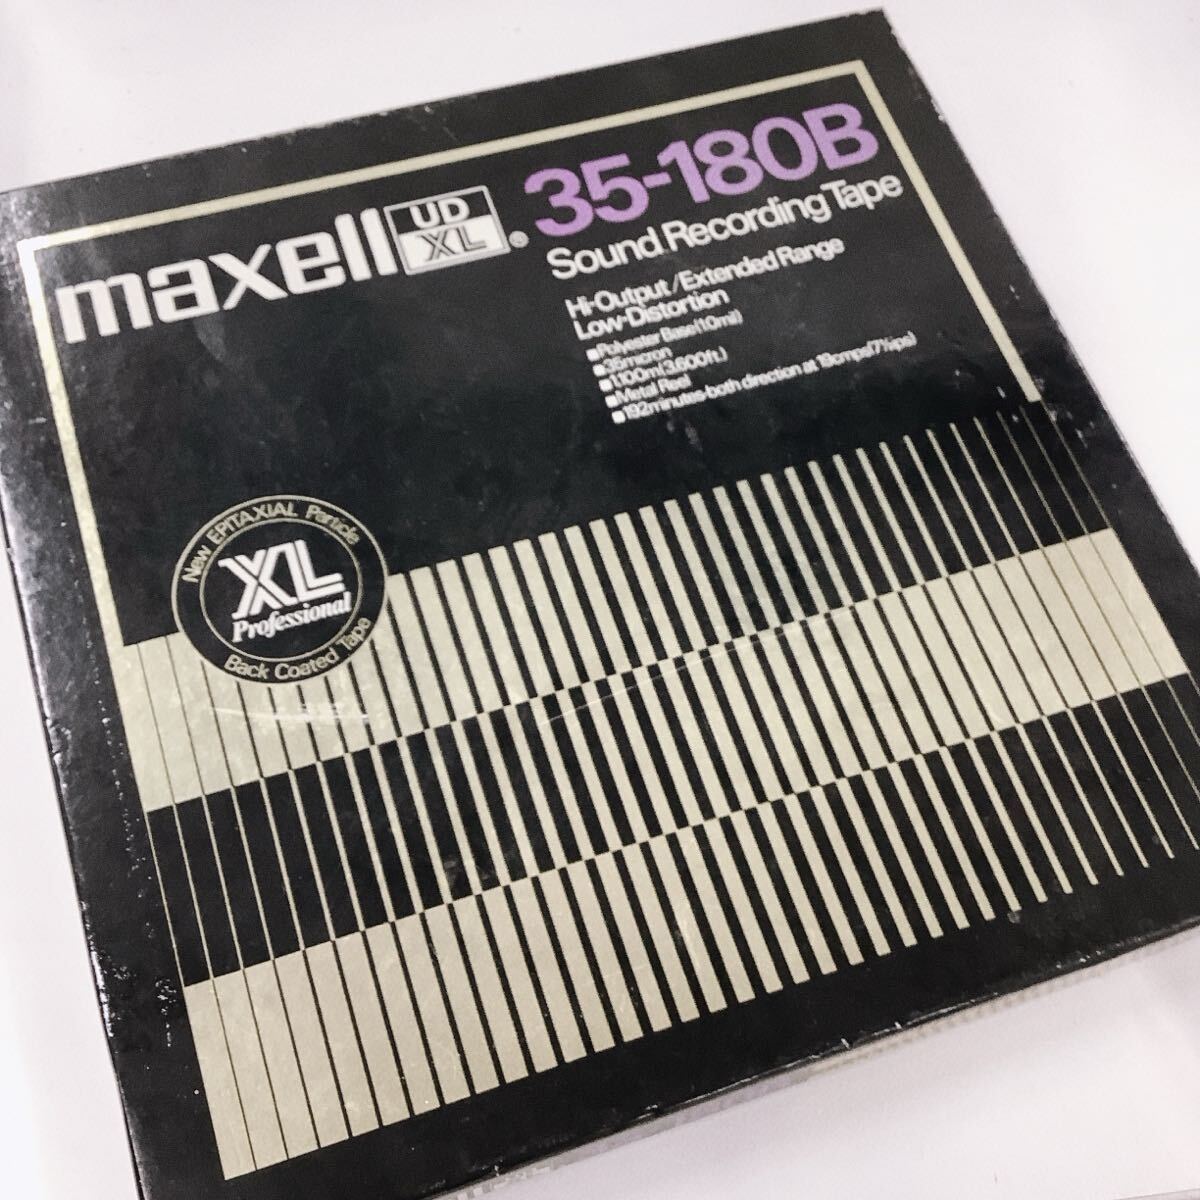 maxell UD XL ®
35-180B
Sound Recording Tape
Hi-Output/Extended Range
Low-Distortion
■Polyester Base(1.0mil)
■35micron
■1,100m(3,600ft.)
■Metal Reel
■192minutes-both direction at 19cmps(7½ips)
New EPITAXIAL Particle
XL
Professional
Back Coated Tape